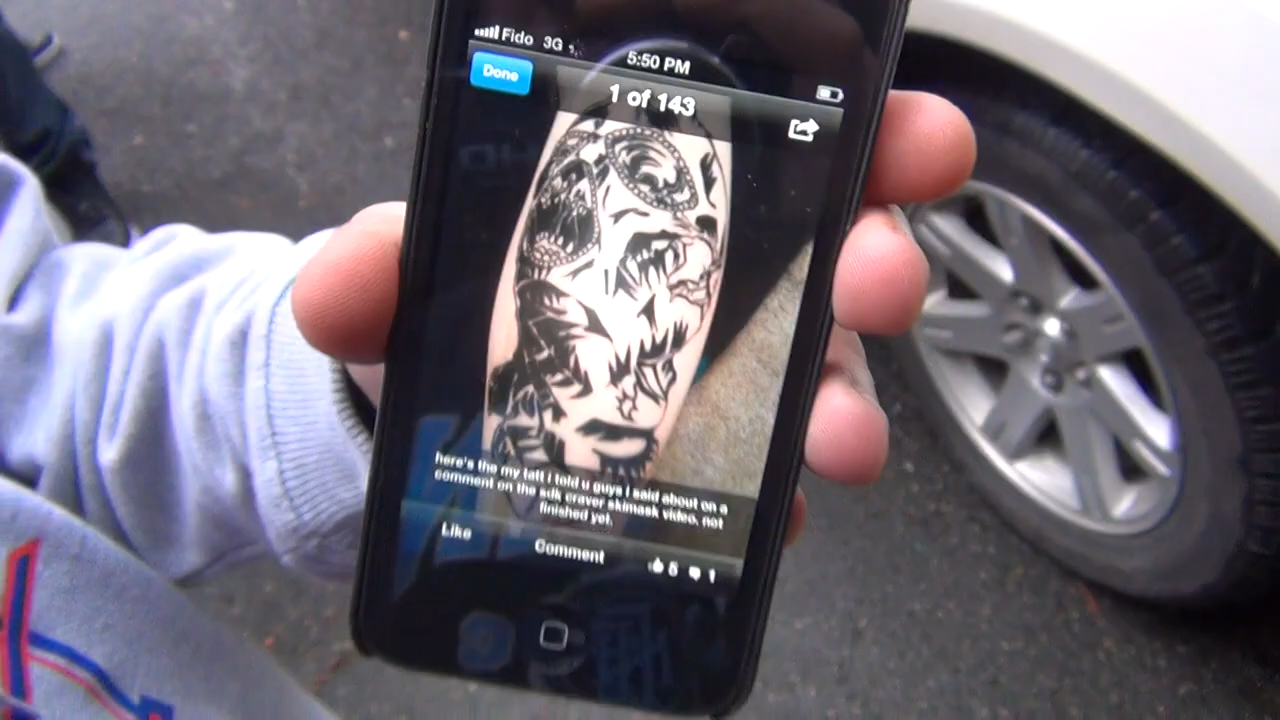 Fido 3G 5:50 PM
Done
1 of 143
here's the my tatt i told u guys i said about on a
comment on the sdk craver skimask video, not
finished yet.
Like Comment 5 1